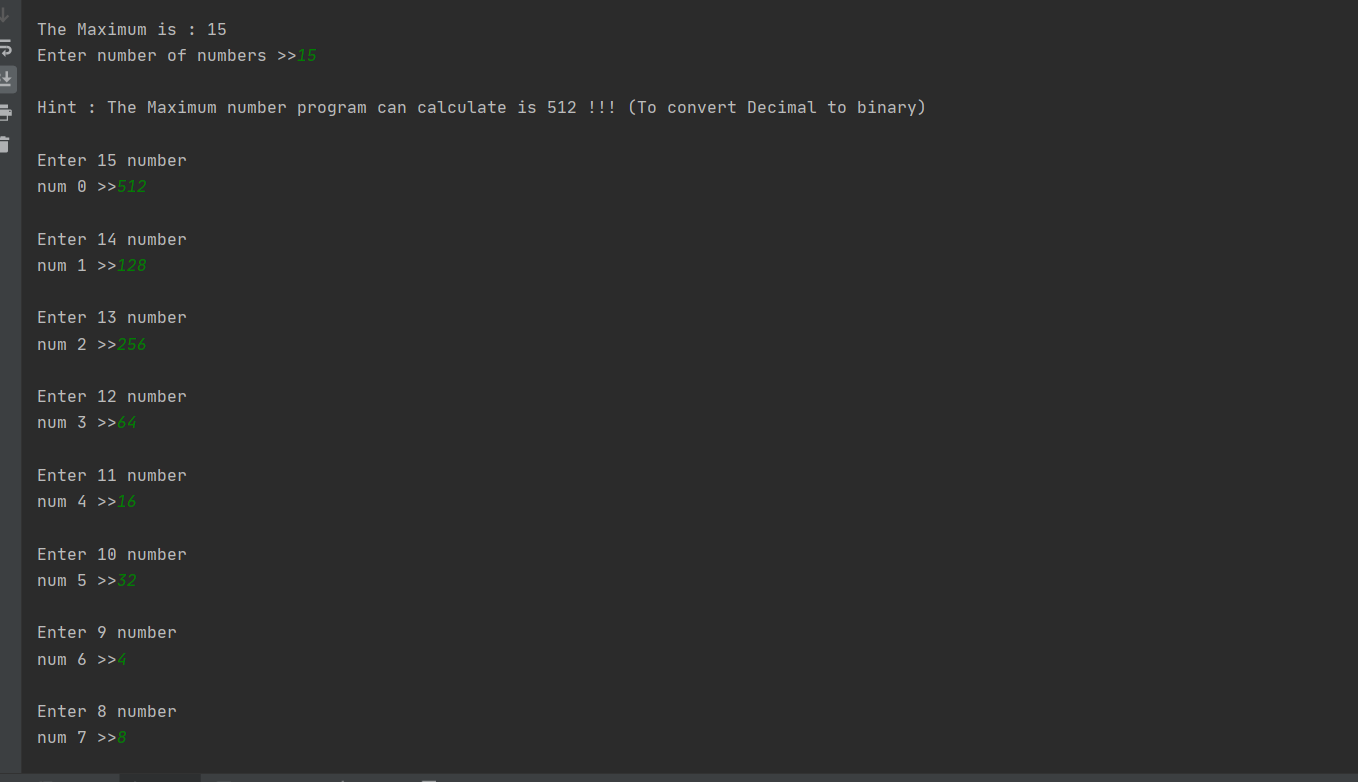 The Maximum is : 15
Enter number of numbers >>15
Hint : The Maximum number program can calculate is 512 !!! (To convert Decimal to binary)
Enter 15 number
num 0 >>512
Enter 14 number
num 1 >>128
Enter 13 number
num 2 >>256
Enter 12 number
num 3 >>64
Enter 11 number
num 4 >>16
Enter 10 number
num 5 >>32
Enter 9 number
num 6 >>4
Enter 8 number
num 7 >>8